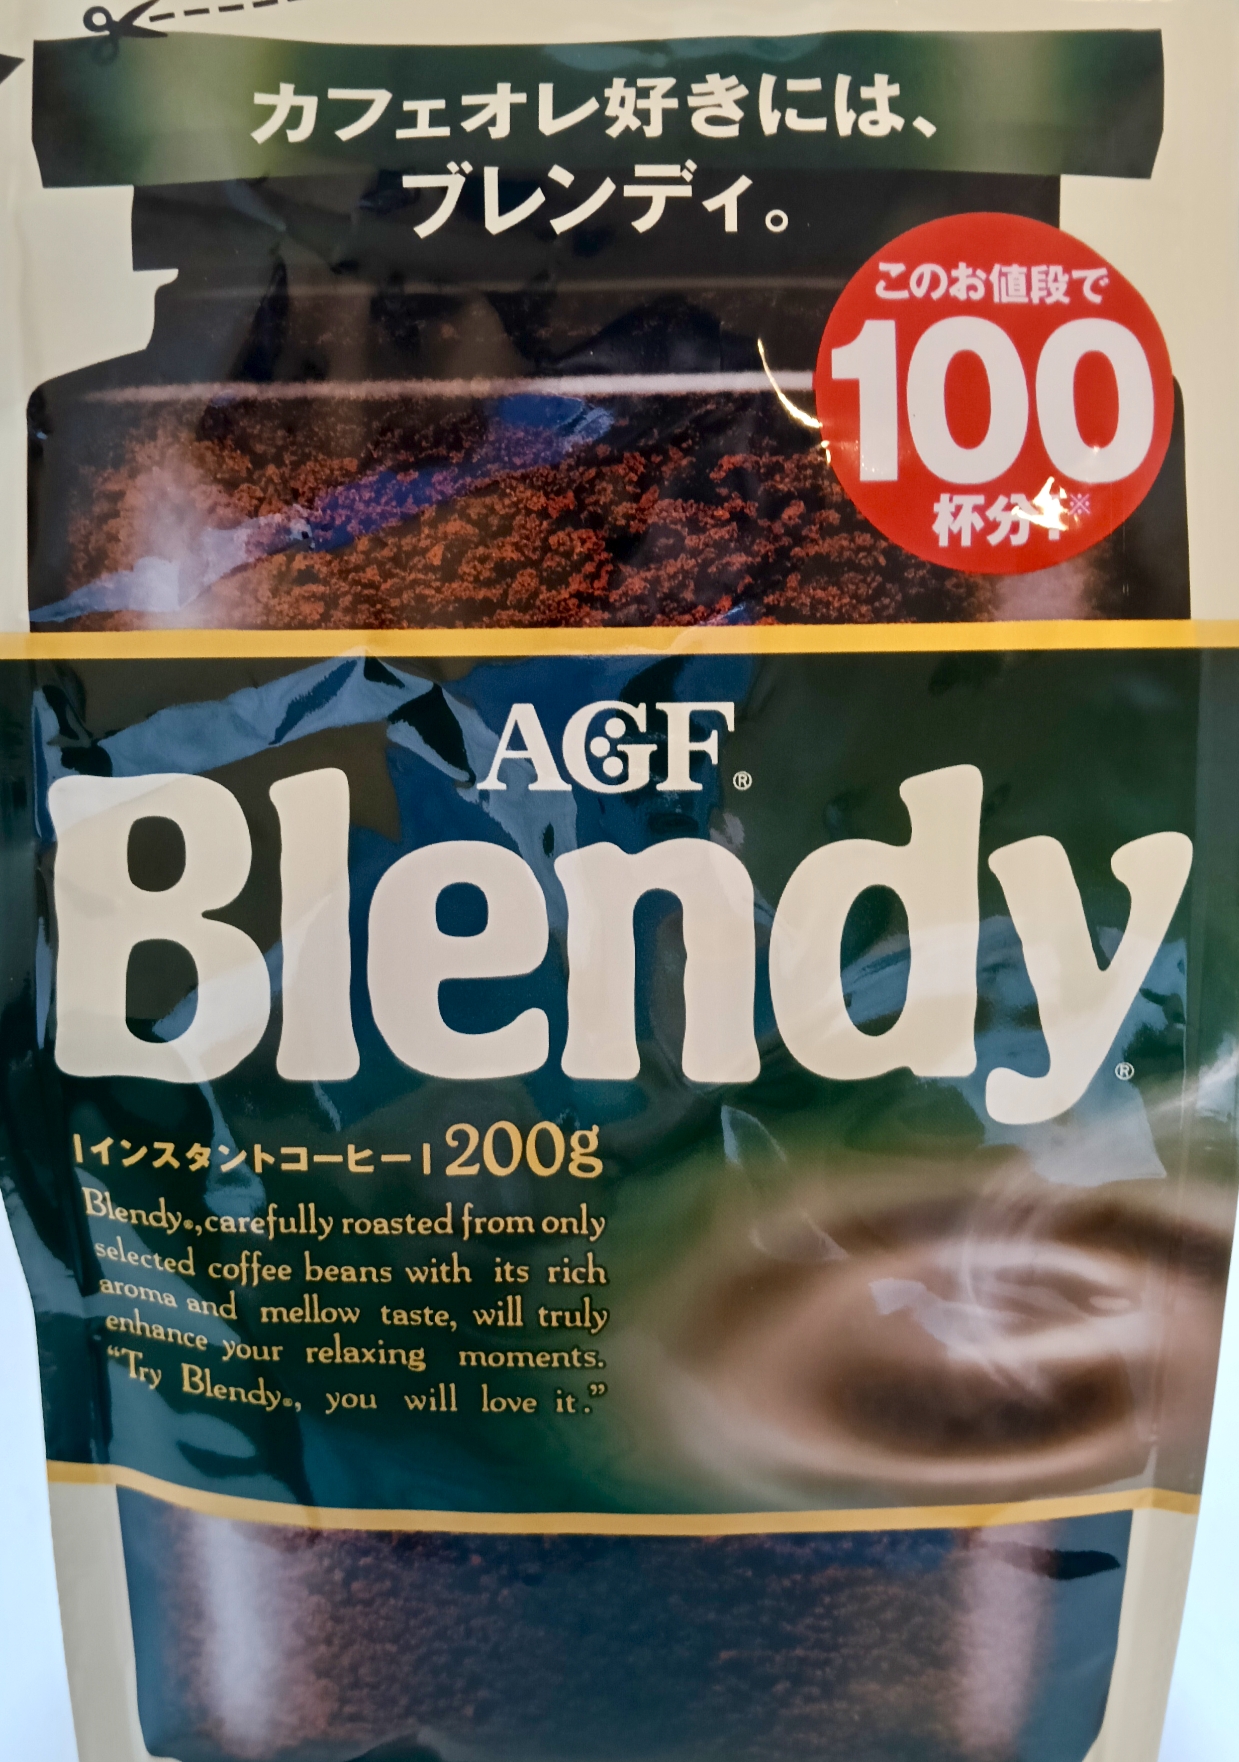 カフェオレ好きには、
ブレンディ。
このお値段で
100
杯分※
AGF®
Blendy®
|インスタントコーヒー| 200g
Blendy®, carefully roasted from only
selected coffee beans with its rich
aroma and mellow taste, will truly
enhance your relaxing moments.
“Try Blendy®, you will love it.”